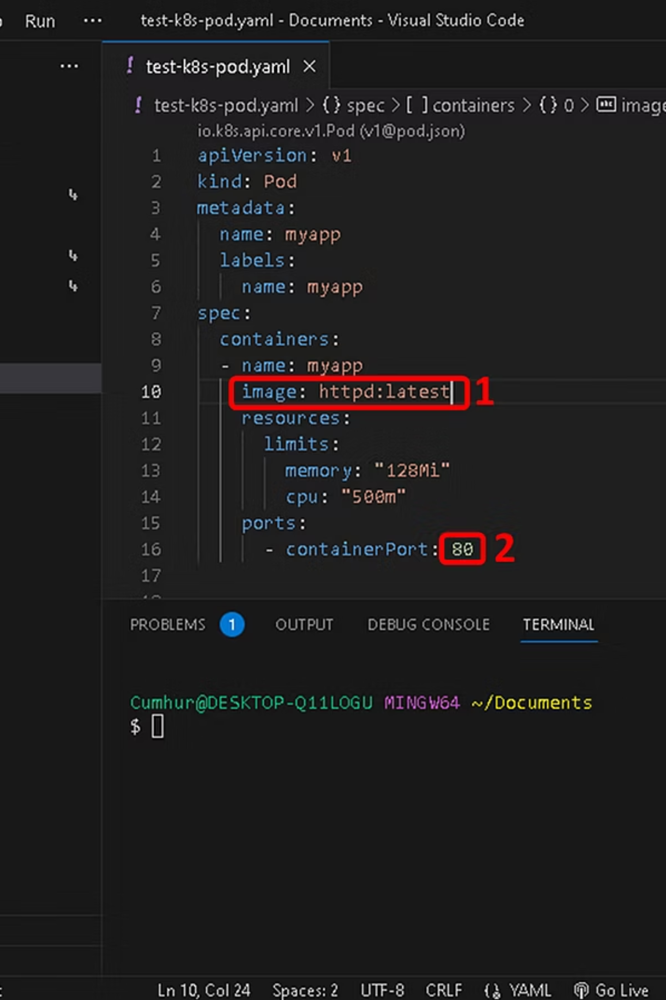 Run ··· test-k8s-pod.yaml - Documents - Visual Studio Code
···
! test-k8s-pod.yaml ×
! test-k8s-pod.yaml > {} spec > [ ] containers > {} 0 > abc image
io.k8s.api.core.v1.Pod (v1@pod.json)
1 apiVersion: v1
2 kind: Pod
3 metadata:
4   name: myapp
5   labels:
6     name: myapp
7 spec:
8   containers:
9   - name: myapp
10     image: httpd:latest 1
11     resources:
12       limits:
13         memory: "128Mi"
14         cpu: "500m"
15     ports:
16       - containerPort: 80 2
17
PROBLEMS 1 OUTPUT DEBUG CONSOLE TERMINAL
Cumhur@DESKTOP-Q11LOGU MINGW64 ~/Documents
$
Ln 10, Col 24 Spaces: 2 UTF-8 CRLF YAML Go Live